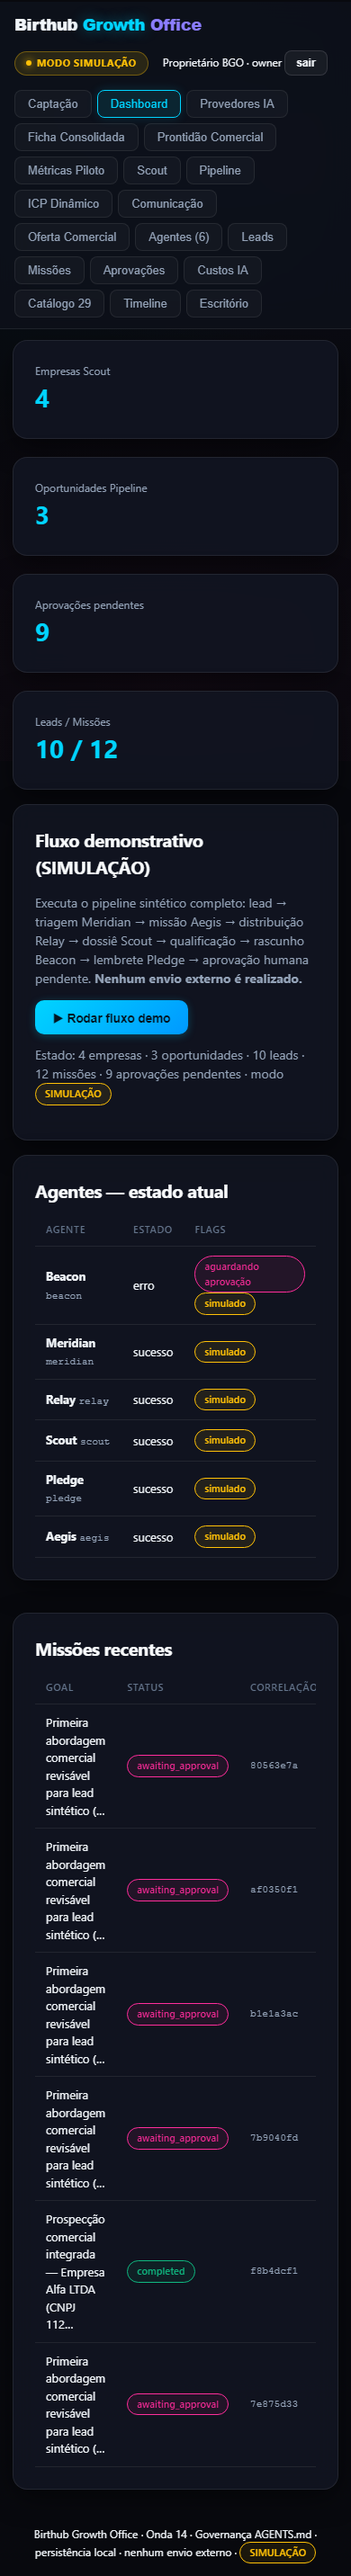 Birthub Growth Office
MODO SIMULAÇÃO
Proprietário BGO · owner
sair
Captação
Dashboard
Provedores IA
Ficha Consolidada
Prontidão Comercial
Métricas Piloto
Scout
Pipeline
ICP Dinâmico
Comunicação
Oferta Comercial
Agentes (6)
Leads
Missões
Aprovações
Custos IA
Catálogo 29
Timeline
Escritório
Empresas Scout
4
Oportunidades Pipeline
3
Aprovações pendentes
9
Leads / Missões
10 / 12
Fluxo demonstrativo
(SIMULAÇÃO)
Executa o pipeline sintético completo: lead →
triagem Meridian → missão Aegis → distribuição
Relay → dossiê Scout → qualificação → rascunho
Beacon → lembrete Pledge → aprovação humana
pendente. Nenhum envio externo é realizado.
▶ Rodar fluxo demo
Estado: 4 empresas · 3 oportunidades · 10 leads ·
12 missões · 9 aprovações pendentes · modo
SIMULAÇÃO
Agentes — estado atual
AGENTE ESTADO FLAGS
Beacon
beacon
erro
aguardando
aprovação
simulado
Meridian
meridian
sucesso
simulado
Relay relay sucesso simulado
Scout scout sucesso simulado
Pledge
pledge
sucesso
simulado
Aegis aegis sucesso simulado
Missões recentes
GOAL STATUS CORRELAÇÃO
Primeira
abordagem
comercial
revisável
para lead
sintético (...
awaiting_approval
80563e7a
Primeira
abordagem
comercial
revisável
para lead
sintético (...
awaiting_approval
af0350f1
Primeira
abordagem
comercial
revisável
para lead
sintético (...
awaiting_approval
b1e1a3ac
Primeira
abordagem
comercial
revisável
para lead
sintético (...
awaiting_approval
7b9040fd
Prospecção
comercial
integrada
— Empresa
Alfa LTDA
(CNPJ
112...
completed
f8b4dcf1
Primeira
abordagem
comercial
revisável
para lead
sintético (...
awaiting_approval
7e875d33
Birthub Growth Office · Onda 14 · Governança AGENTS.md ·
persistência local · nenhum envio externo · SIMULAÇÃO